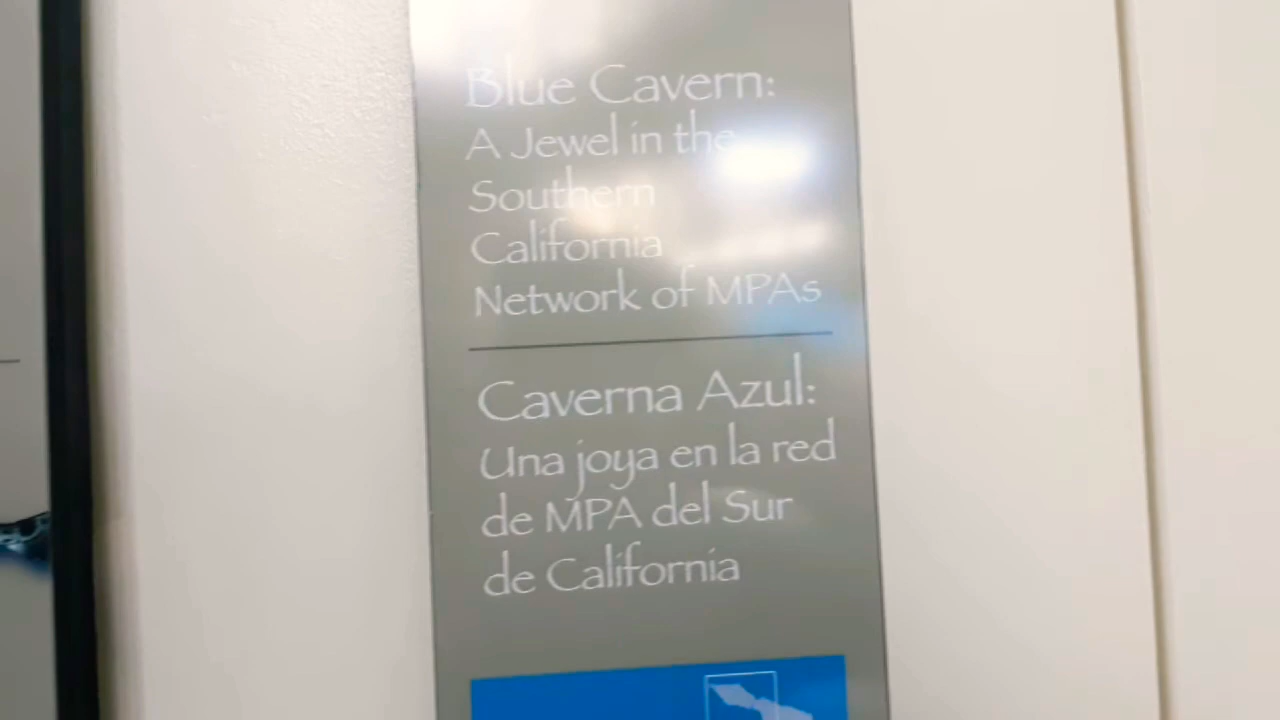 Blue Cavern:
A Jewel in the
Southern
California
Network of MPAs
Caverna Azul:
Una joya en la red
de MPA del Sur
de California